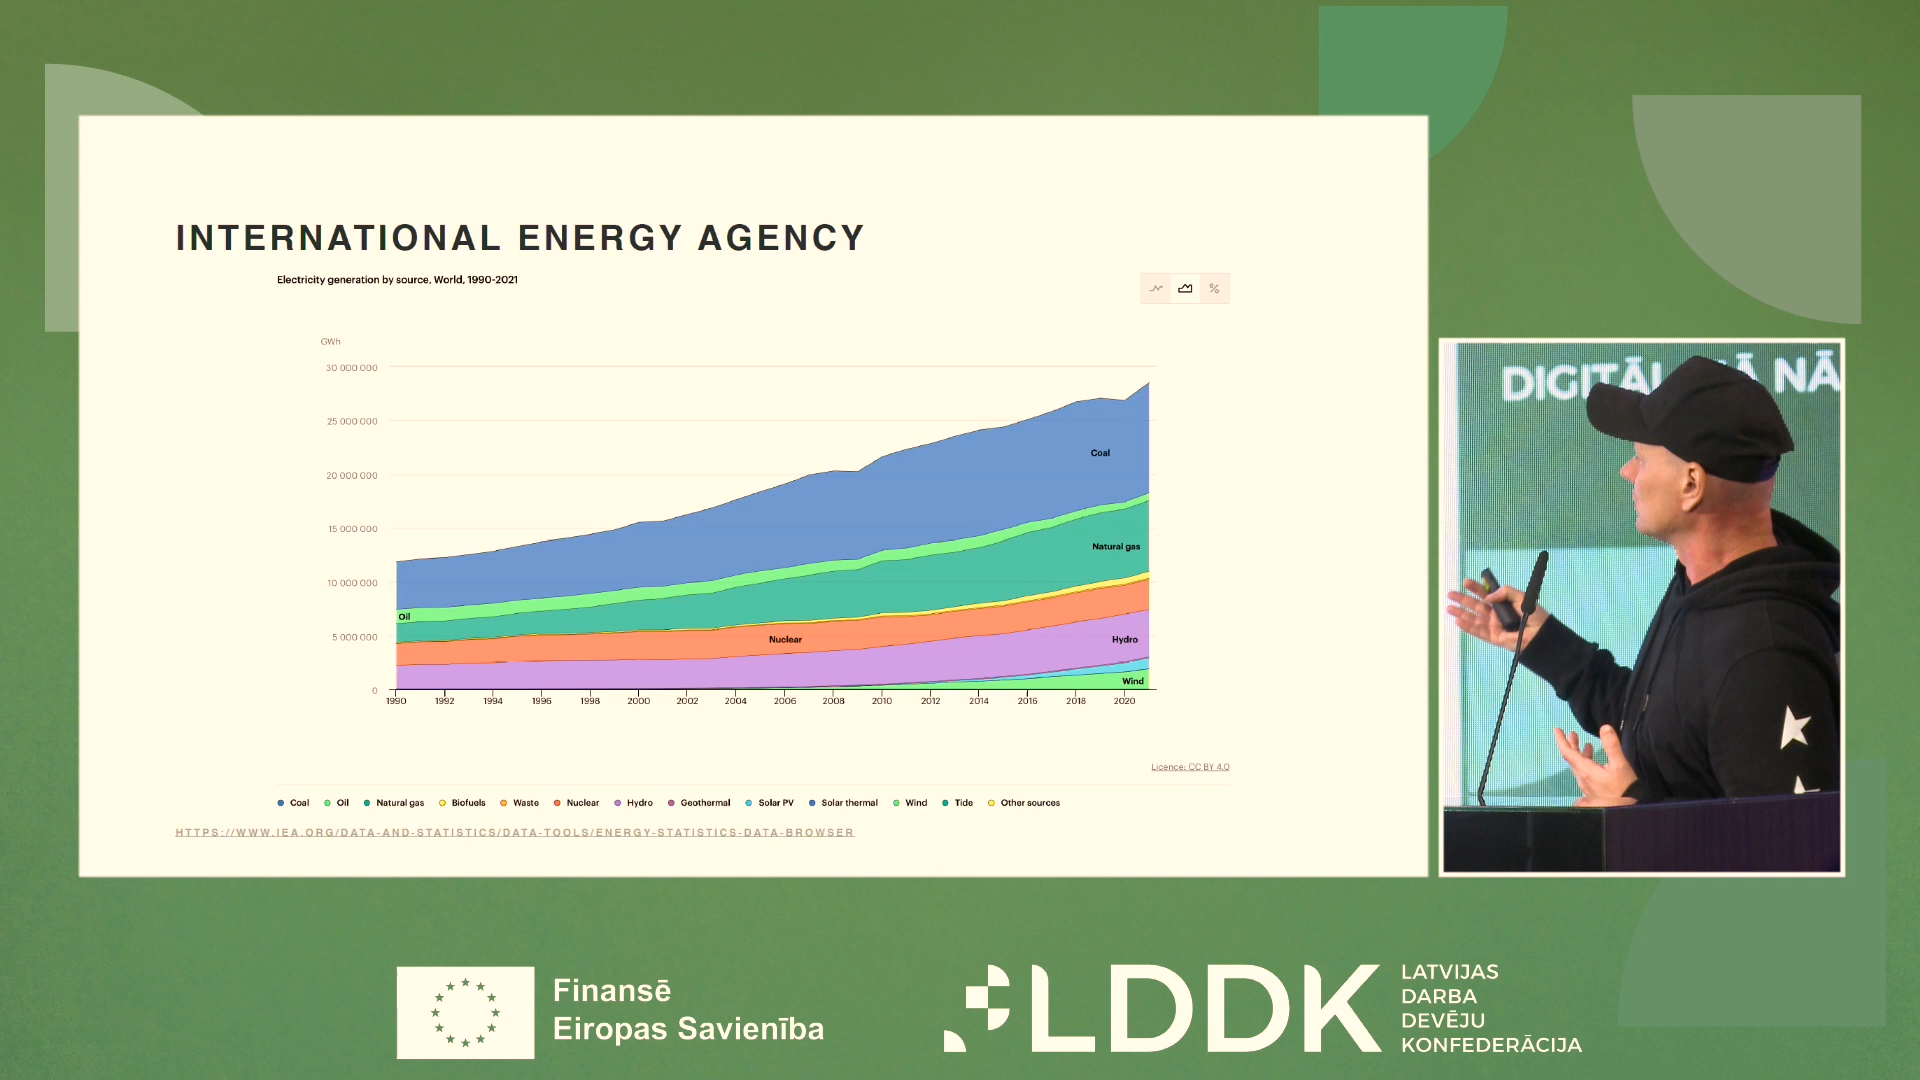 INTERNATIONAL ENERGY AGENCY
Electricity generation by source, World, 1990-2021
%
GWh
30 000 000
25 000 000
20 000 000
15 000 000
10 000 000
5 000 000
0
Coal
Natural gas
Oil
Nuclear
Hydro
Wind
1990 1992 1994 1996 1998 2000 2002 2004 2006 2008 2010 2012 2014 2016 2018 2020
Licence: CC BY 4.0
Coal Oil Natural gas Biofuels Waste Nuclear Hydro Geothermal Solar PV Solar thermal Wind Tide Other sources
HTTPS://WWW.IEA.ORG/DATA-AND-STATISTICS/DATA-TOOLS/ENERGY-STATISTICS-DATA-BROWSER
Finansē
Eiropas Savienība
LDDK
LATVIJAS
DARBA
DEVĒJU
KONFEDERĀCIJA